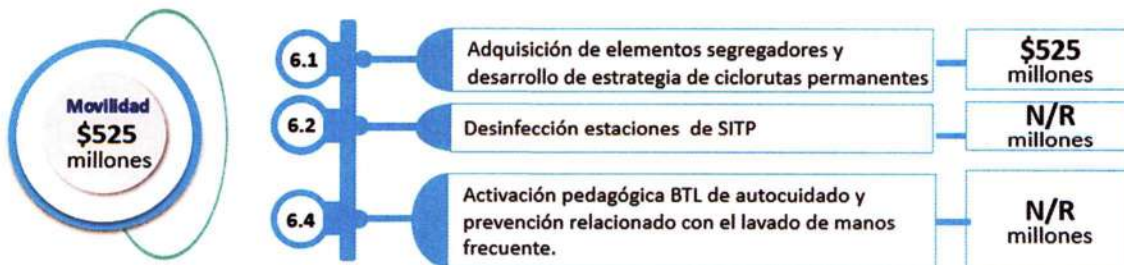 Movilidad
$525
millones
6.1
Adquisición de elementos segregadores y
desarrollo de estrategia de ciclorutas permanentes
$525
millones
6.2
Desinfección estaciones de SITP
N/R
millones
6.4
Activación pedagógica BTL de autocuidado y
prevención relacionado con el lavado de manos
frecuente.
N/R
millones